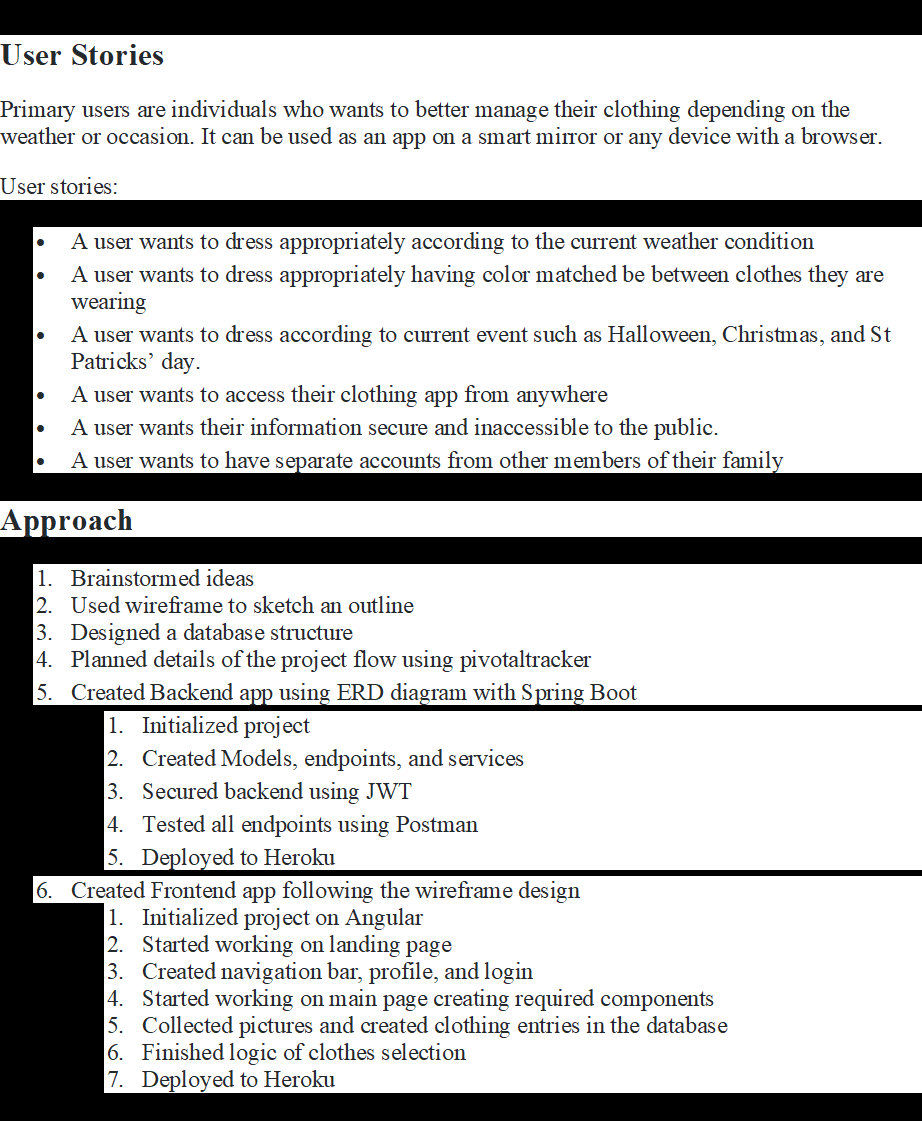 User Stories
Primary users are individuals who wants to better manage their clothing depending on the
weather or occasion. It can be used as an app on a smart mirror or any device with a browser.
User stories:
• A user wants to dress appropriately according to the current weather condition
• A user wants to dress appropriately having color matched be between clothes they are
wearing
• A user wants to dress according to current event such as Halloween, Christmas, and St
Patricks’ day.
• A user wants to access their clothing app from anywhere
• A user wants their information secure and inaccessible to the public.
• A user wants to have separate accounts from other members of their family
Approach
1. Brainstormed ideas
2. Used wireframe to sketch an outline
3. Designed a database structure
4. Planned details of the project flow using pivotaltracker
5. Created Backend app using ERD diagram with Spring Boot
1. Initialized project
2. Created Models, endpoints, and services
3. Secured backend using JWT
4. Tested all endpoints using Postman
5. Deployed to Heroku
6. Created Frontend app following the wireframe design
1. Initialized project on Angular
2. Started working on landing page
3. Created navigation bar, profile, and login
4. Started working on main page creating required components
5. Collected pictures and created clothing entries in the database
6. Finished logic of clothes selection
7. Deployed to Heroku